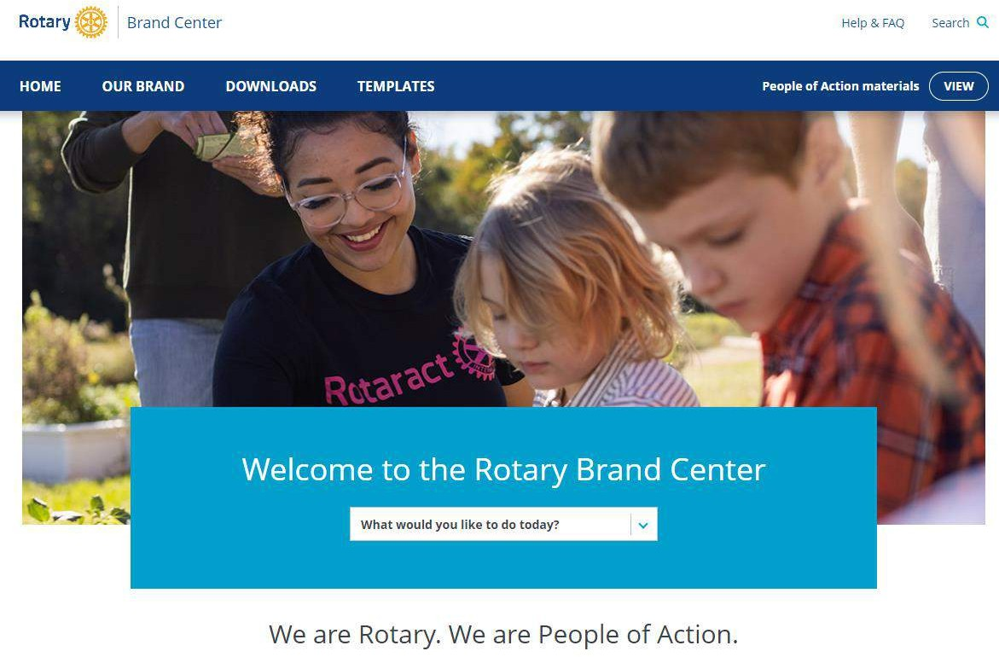 Rotary
Brand Center
Help & FAQ
Search
HOME
OUR BRAND
DOWNLOADS
TEMPLATES
People of Action materials
VIEW
Rotaract
Welcome to the Rotary Brand Center
What would you like to do today?
We are Rotary. We are People of Action.